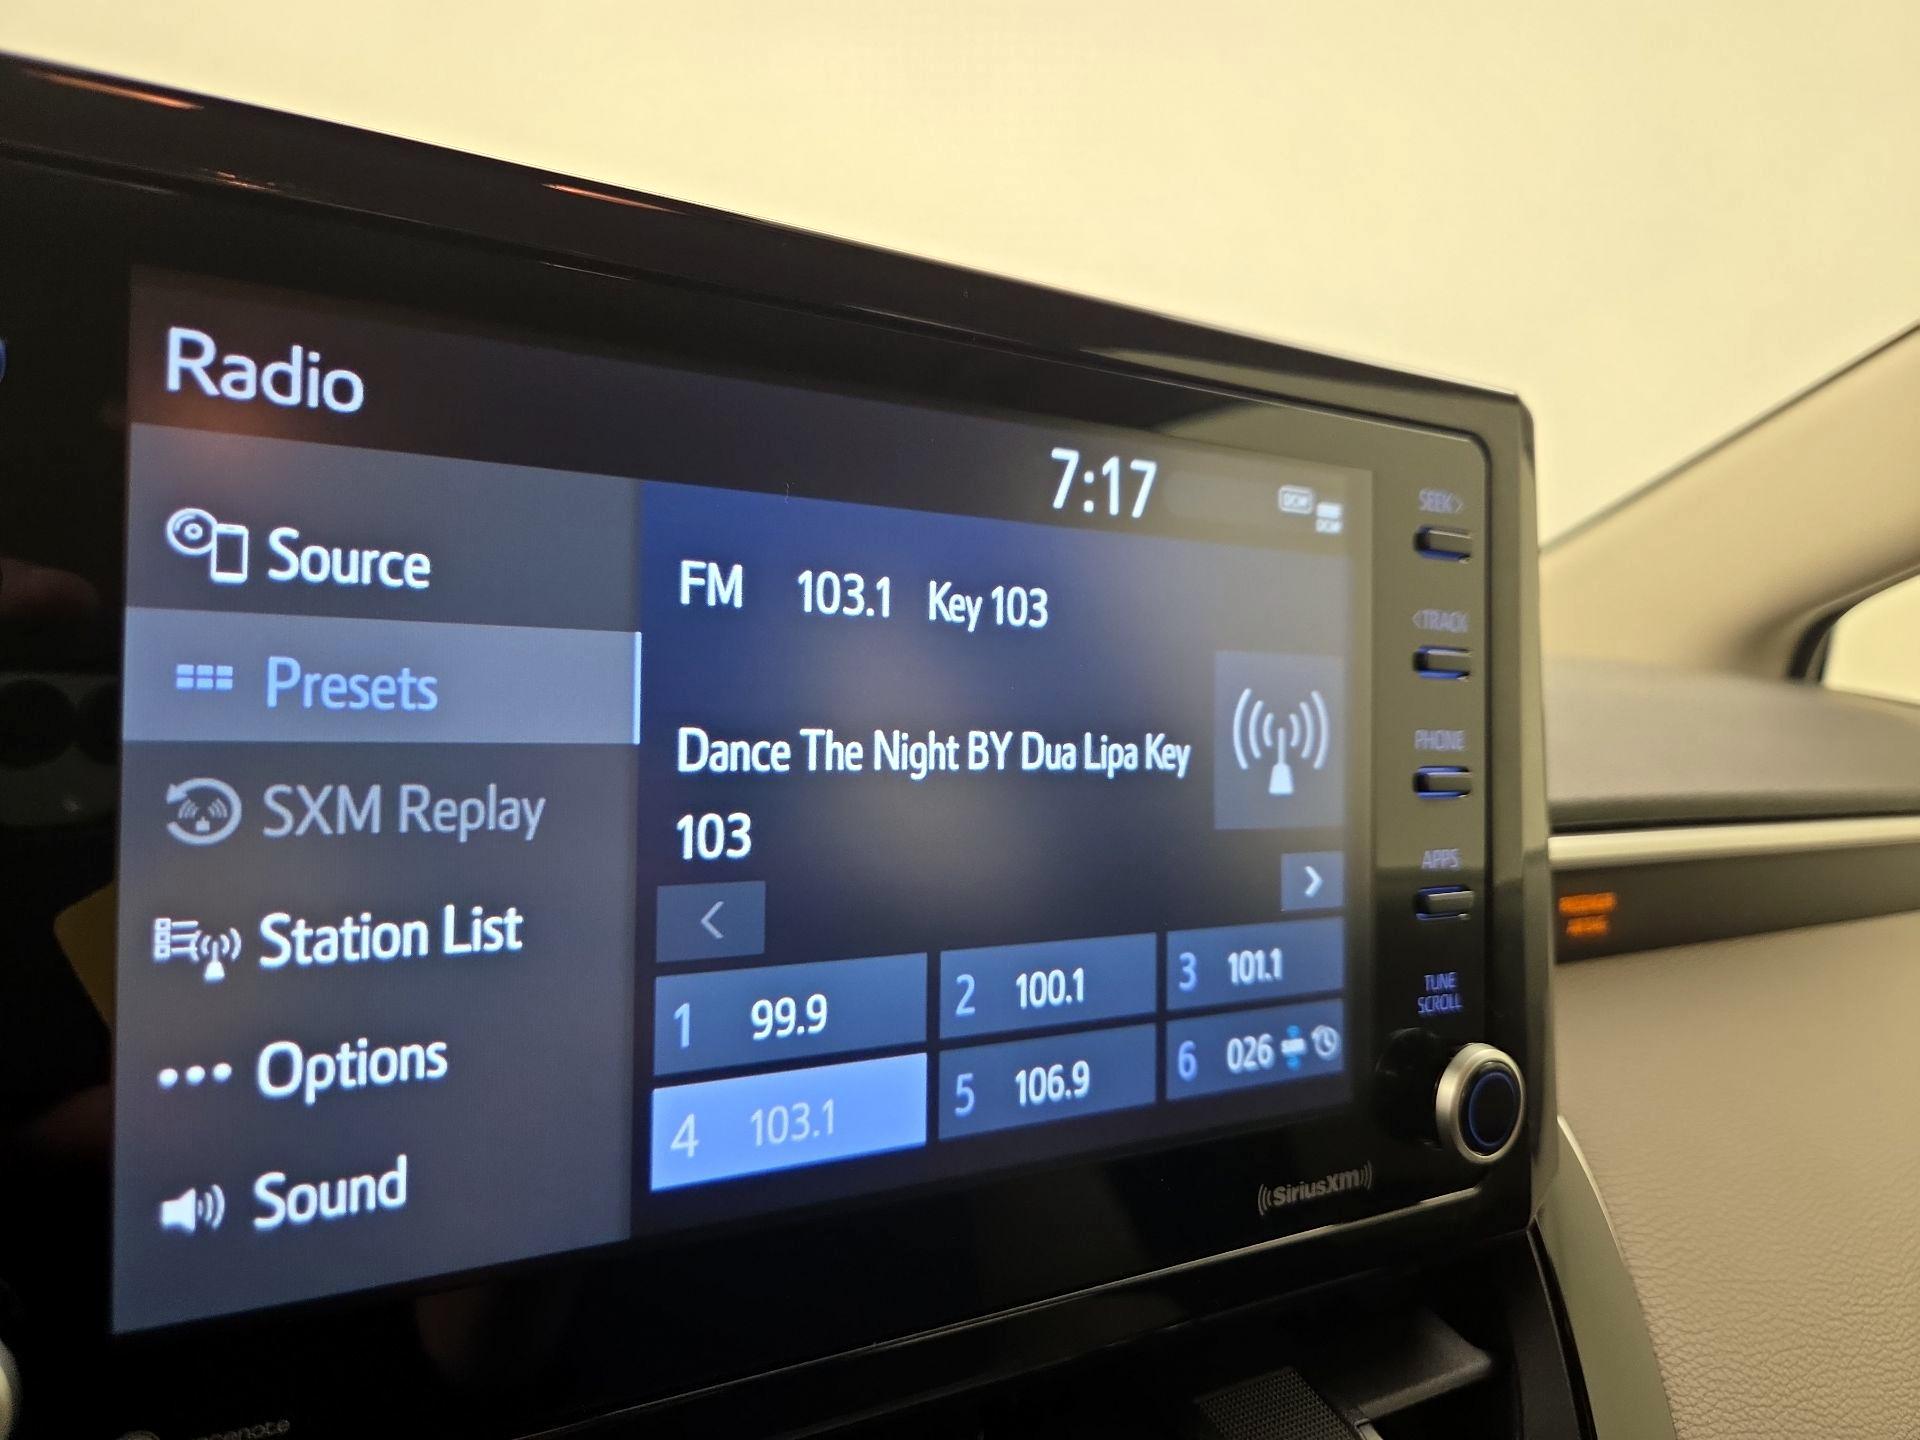 Radio
7:17
DCM
DCM
Source
Presets
SXM Replay
Station List
Options
Sound
FM 103.1 Key 103
Dance The Night BY Dua Lipa Key
103
1 99.9
2 100.1
3 101.1
4 103.1
5 106.9
6 026
SEEK >
< TRACK
PHONE
APPS
TUNE
SCROLL
SiriusXM